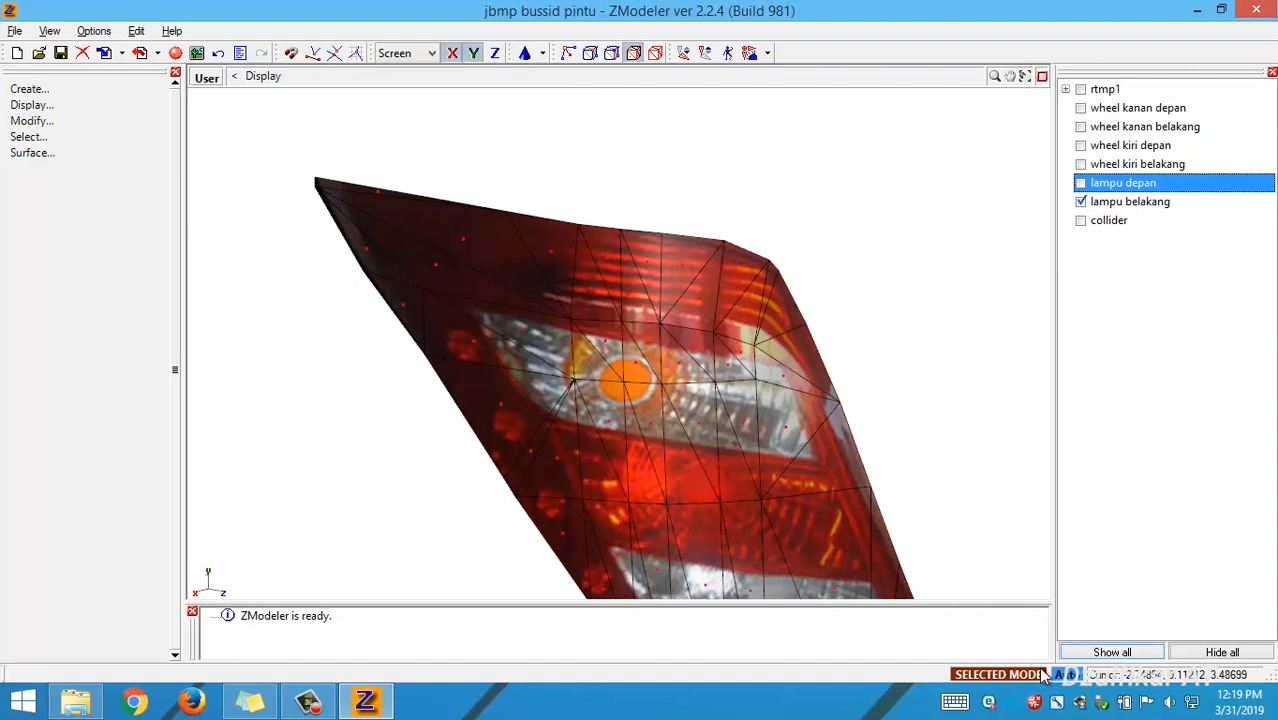 jbmp bussid pintu - ZModeler ver 2.2.4 (Build 981)
File View Options Edit Help
Screen X Y Z
Create...
Display...
Modify...
Select...
Surface...
User < Display
rtmp1
wheel kanan depan
wheel kanan belakang
wheel kiri depan
wheel kiri belakang
lampu depan
lampu belakang
collider
y
x z
ZModeler is ready.
Show all Hide all
SELECTED MODE Auto
12:19 PM
3/31/2019